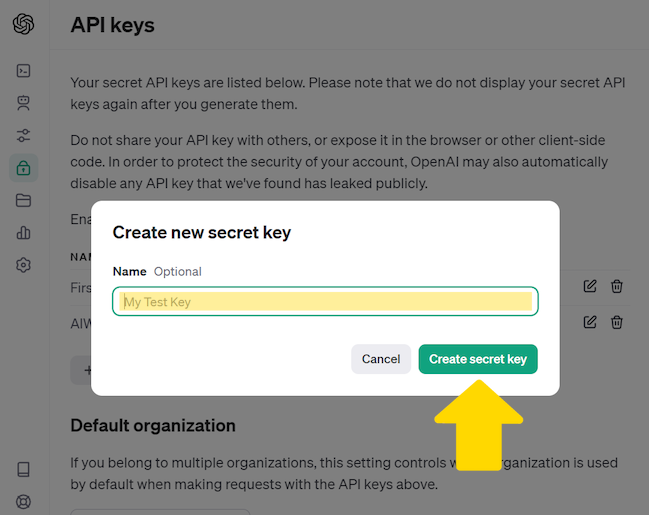 API keys
Your secret API keys are listed below. Please note that we do not display your secret API
keys again after you generate them.
Do not share your API key with others, or expose it in the browser or other client-side
code. In order to protect the security of your account, OpenAI may also automatically
disable any API key that we've found has leaked publicly.
Ena
Create new secret key
NAM
Name Optional
Firs
My Test Key
AIW
Cancel Create secret key
Default organization
If you belong to multiple organizations, this setting controls organization is used
by default when making requests with the API keys above.